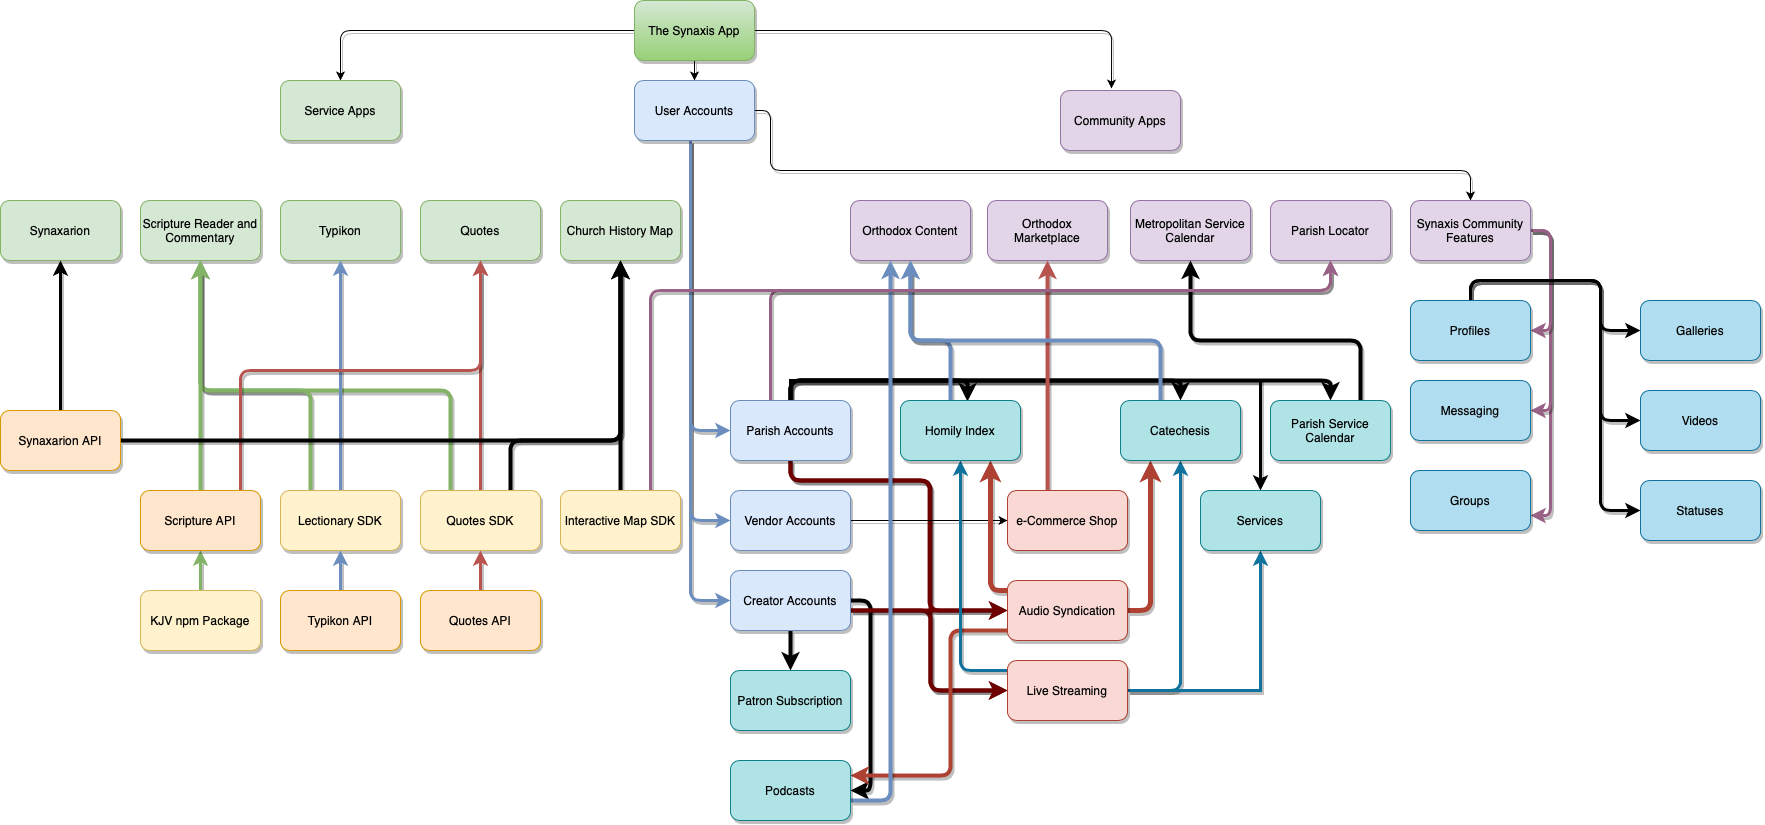 The Synaxis App
Service Apps
User Accounts
Community Apps
Synaxarion
Scripture Reader and
Commentary
Typikon
Quotes
Church History Map
Orthodox Content
Orthodox
Marketplace
Metropolitan Service
Calendar
Parish Locator
Synaxis Community
Features
Profiles
Galleries
Messaging
Videos
Groups
Statuses
Synaxarion API
Parish Accounts
Homily Index
Catechesis
Parish Service
Calendar
Scripture API
Lectionary SDK
Quotes SDK
Interactive Map SDK
Vendor Accounts
e-Commerce Shop
Services
KJV npm Package
Typikon API
Quotes API
Creator Accounts
Audio Syndication
Patron Subscription
Live Streaming
Podcasts